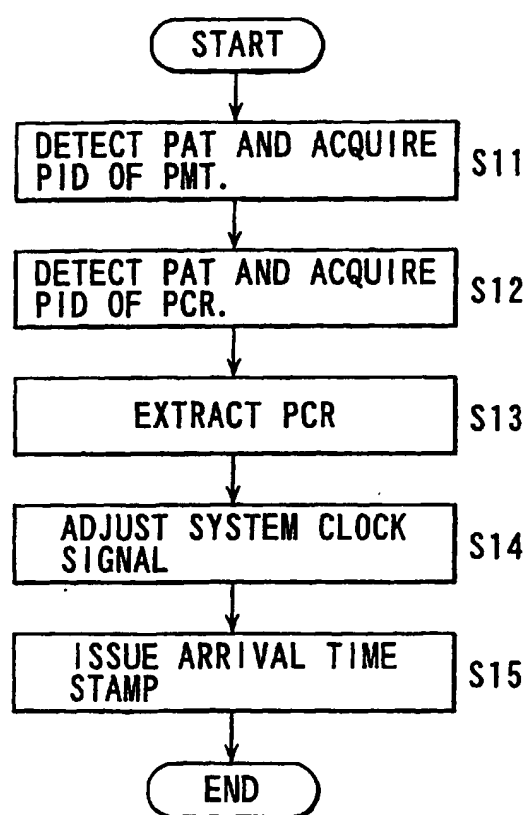 START
DETECT PAT AND ACQUIRE
PID OF PMT.
S11
DETECT PAT AND ACQUIRE
PID OF PCR.
S12
EXTRACT PCR
S13
ADJUST SYSTEM CLOCK
SIGNAL
S14
ISSUE ARRIVAL TIME
STAMP
S15
END